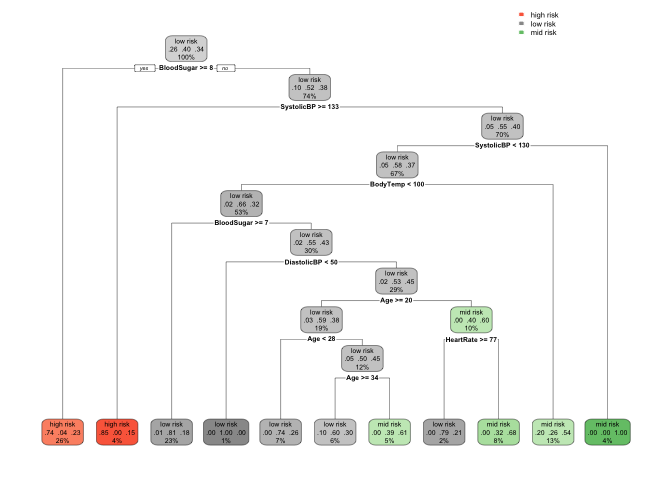 high risk
low risk
mid risk
low risk
.26 .40 .34
100%
yes BloodSugar >= 8 no
low risk
.10 .52 .38
74%
SystolicBP >= 133
low risk
.05 .55 .40
70%
SystolicBP < 130
low risk
.05 .58 .37
67%
BodyTemp < 100
low risk
.02 .66 .32
53%
BloodSugar >= 7
low risk
.02 .55 .43
30%
DiastolicBP < 50
low risk
.02 .53 .45
29%
Age >= 20
low risk
.03 .59 .38
19%
mid risk
.00 .40 .60
10%
Age < 28
HeartRate >= 77
low risk
.05 .50 .45
12%
Age >= 34
high risk
.74 .04 .23
26%
high risk
.85 .00 .15
4%
low risk
.01 .81 .18
23%
low risk
.00 1.00 .00
1%
low risk
.00 .74 .26
7%
low risk
.10 .60 .30
6%
mid risk
.00 .39 .61
5%
low risk
.00 .79 .21
2%
mid risk
.00 .32 .68
8%
mid risk
.20 .26 .54
13%
mid risk
.00 .00 1.00
4%